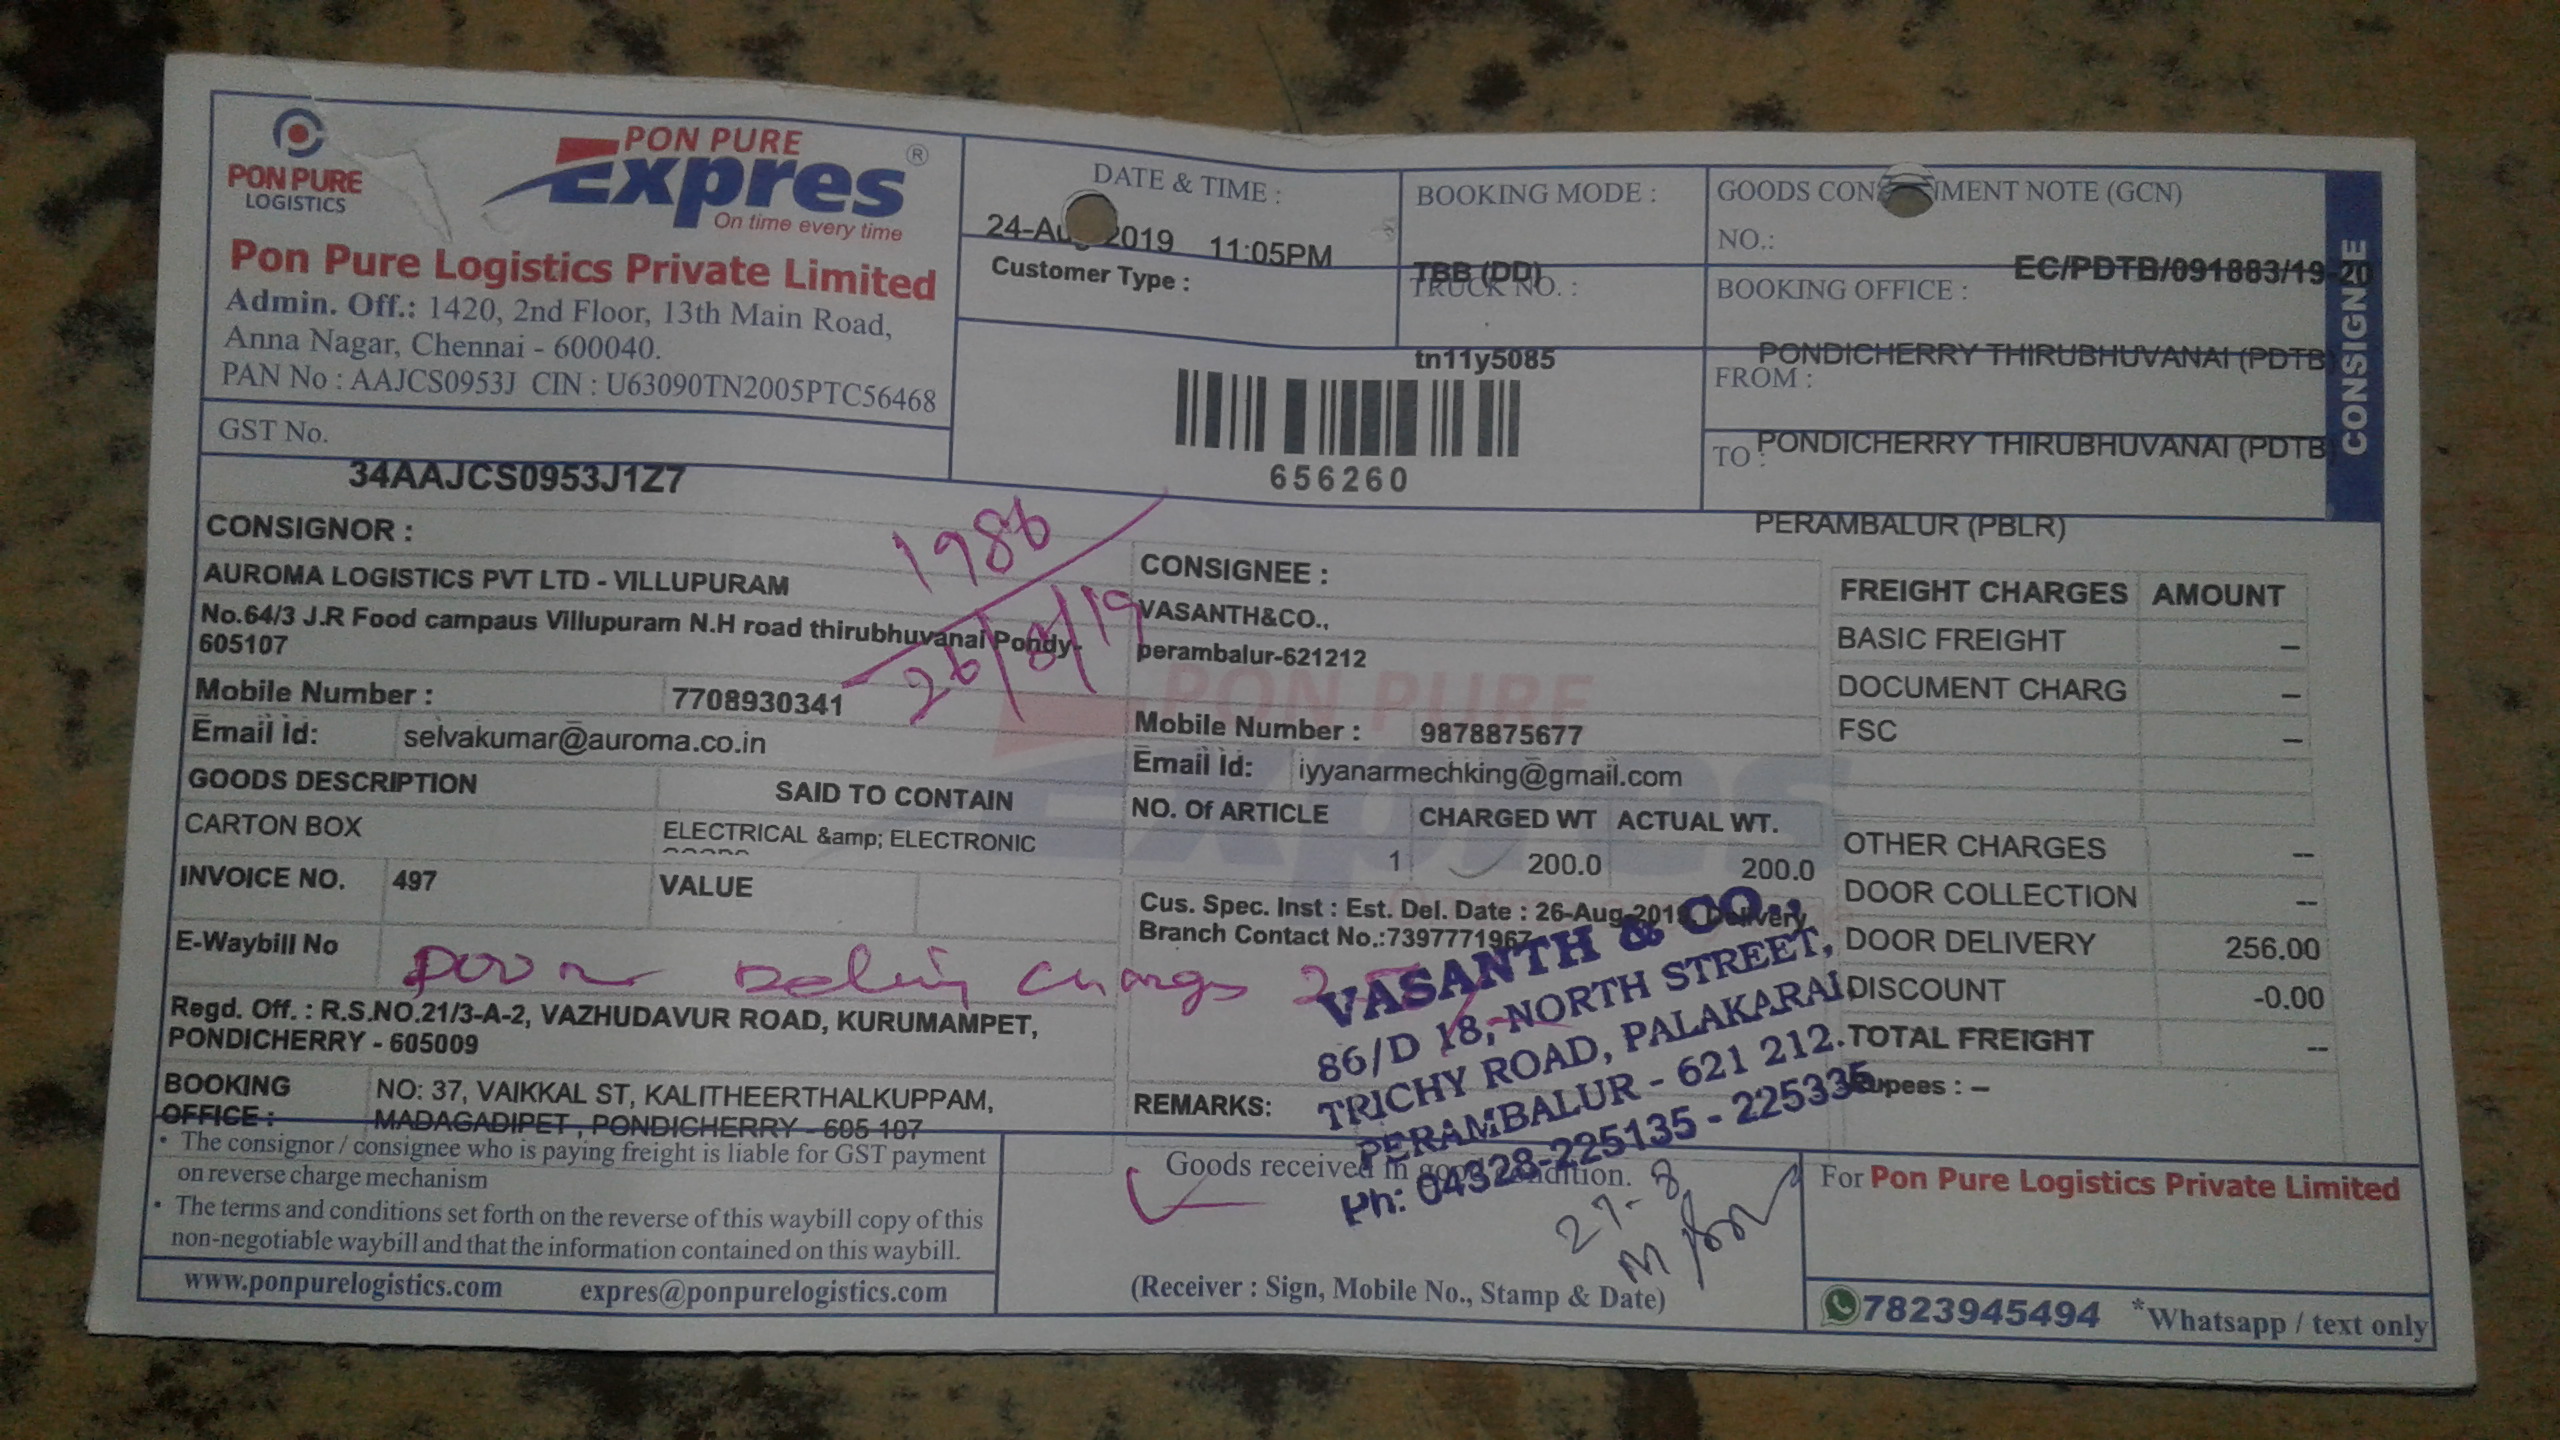 PON PURE
LOGISTICS
PON PURE
Expres ®
On time every time
Pon Pure Logistics Private Limited
Admin. Off.: 1420, 2nd Floor, 13th Main Road,
Anna Nagar, Chennai - 600040.
PAN No : AAJCS0953J CIN : U63090TN2005PTC56468
GST No.
34AAJCS0953J1Z7
DATE & TIME :
2019 11:05PM
Customer Type :
BOOKING MODE :
TBB (DD)
TRUCK NO. :
tn11y5085
656260
GOODS NOTE (GCN)
NO.:
EC/PDTB/091883/19-20
BOOKING OFFICE :
PONDICHERRY THIRUBHUVANAI (PDTB
FROM :
PONDICHERRY THIRUBHUVANAI (PDTB
TO :
PERAMBALUR (PBLR)
CONSIGNEE
CONSIGNOR :
AUROMA LOGISTICS PVT LTD - VILLUPURAM
No.64/3 J.R Food campaus Villupuram N.H road thirubhuvanai Pondy-
605107
Mobile Number : 7708930341
Email Id: selvakumar@auroma.co.in
1986
26/8/19
CONSIGNEE :
VASANTH&CO.,
perambalur-621212
Mobile Number : 9878875677
Email Id: iyyanarmechking@gmail.com
PON PURE
Expres
GOODS DESCRIPTION SAID TO CONTAIN
CARTON BOX ELECTRICAL &amp; ELECTRONIC
INVOICE NO. 497 VALUE
E-Waybill No
NO. Of ARTICLE CHARGED WT ACTUAL WT.
1 200.0 200.0
Cus. Spec. Inst : Est. Del. Date : 26-Aug-2019, Delivery
Branch Contact No.:7397771967
FREIGHT CHARGES AMOUNT
BASIC FREIGHT --
DOCUMENT CHARG --
FSC --
OTHER CHARGES --
DOOR COLLECTION --
DOOR DELIVERY 256.00
DISCOUNT -0.00
TOTAL FREIGHT --
Rupees : --
Regd. Off. : R.S.NO.21/3-A-2, VAZHUDAVUR ROAD, KURUMAMPET,
PONDICHERRY - 605009
BOOKING OFFICE : NO: 37, VAIKKAL ST, KALITHEERTHALKUPPAM,
MADAGADIPET , PONDICHERRY - 605 107
REMARKS:
VASANTH & CO.,
86/D 18, NORTH STREET,
TRICHY ROAD, PALAKARAI,
PERAMBALUR - 621 212.
Ph: 04328-225135 - 225335
• The consignor / consignee who is paying freight is liable for GST payment
on reverse charge mechanism
• The terms and conditions set forth on the reverse of this waybill copy of this
non-negotiable waybill and that the information contained on this waybill.
www.ponpurelogistics.com expres@ponpurelogistics.com
Goods received in good condition.
27-8
(Receiver : Sign, Mobile No., Stamp & Date)
For Pon Pure Logistics Private Limited
7823945494 *Whatsapp / text only